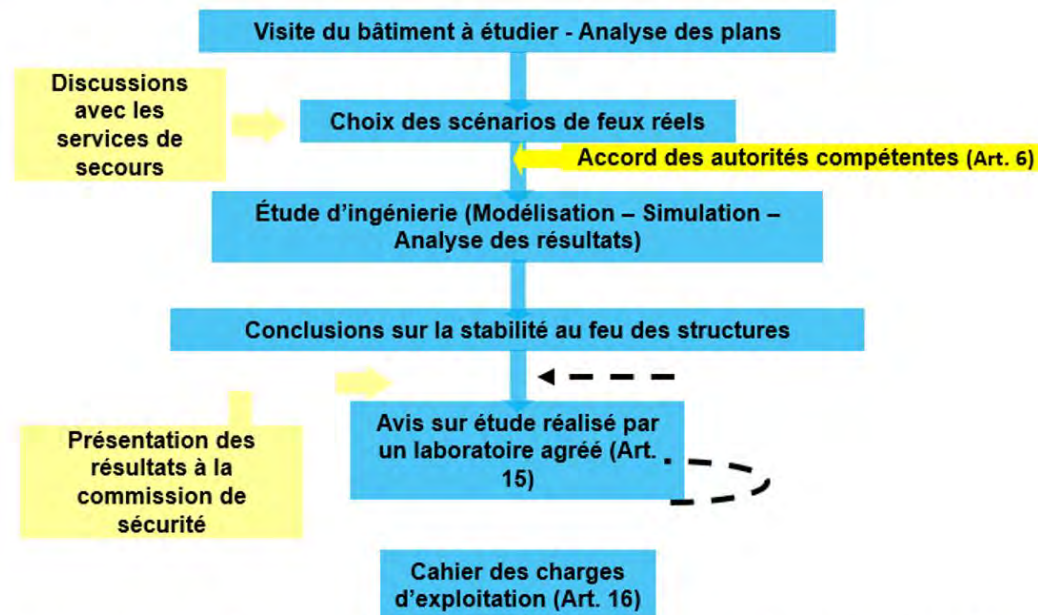 Visite du bâtiment à étudier - Analyse des plans
Discussions
avec les
services de
secours
Choix des scénarios de feux réels
Accord des autorités compétentes (Art. 6)
Étude d’ingénierie (Modélisation – Simulation –
Analyse des résultats)
Conclusions sur la stabilité au feu des structures
Avis sur étude réalisé par
un laboratoire agréé (Art.
15)
Présentation des
résultats à la
commission de
sécurité
Cahier des charges
d’exploitation (Art. 16)